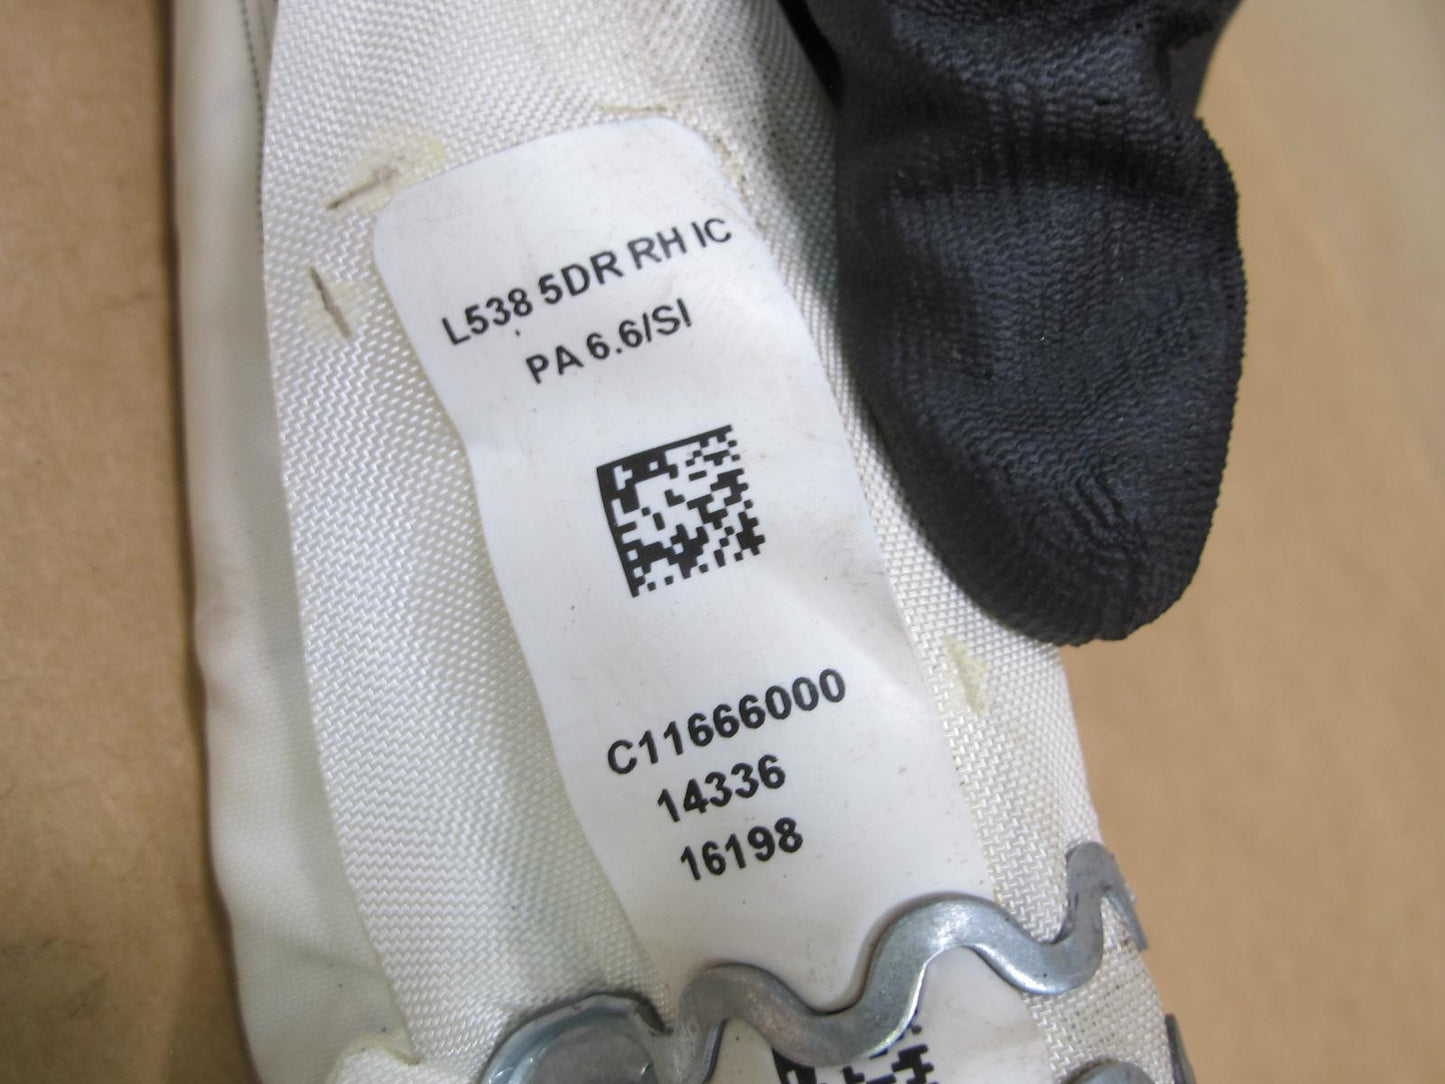 L538 5DR RH IC
PA 6.6/SI
C11666000
14336
16198